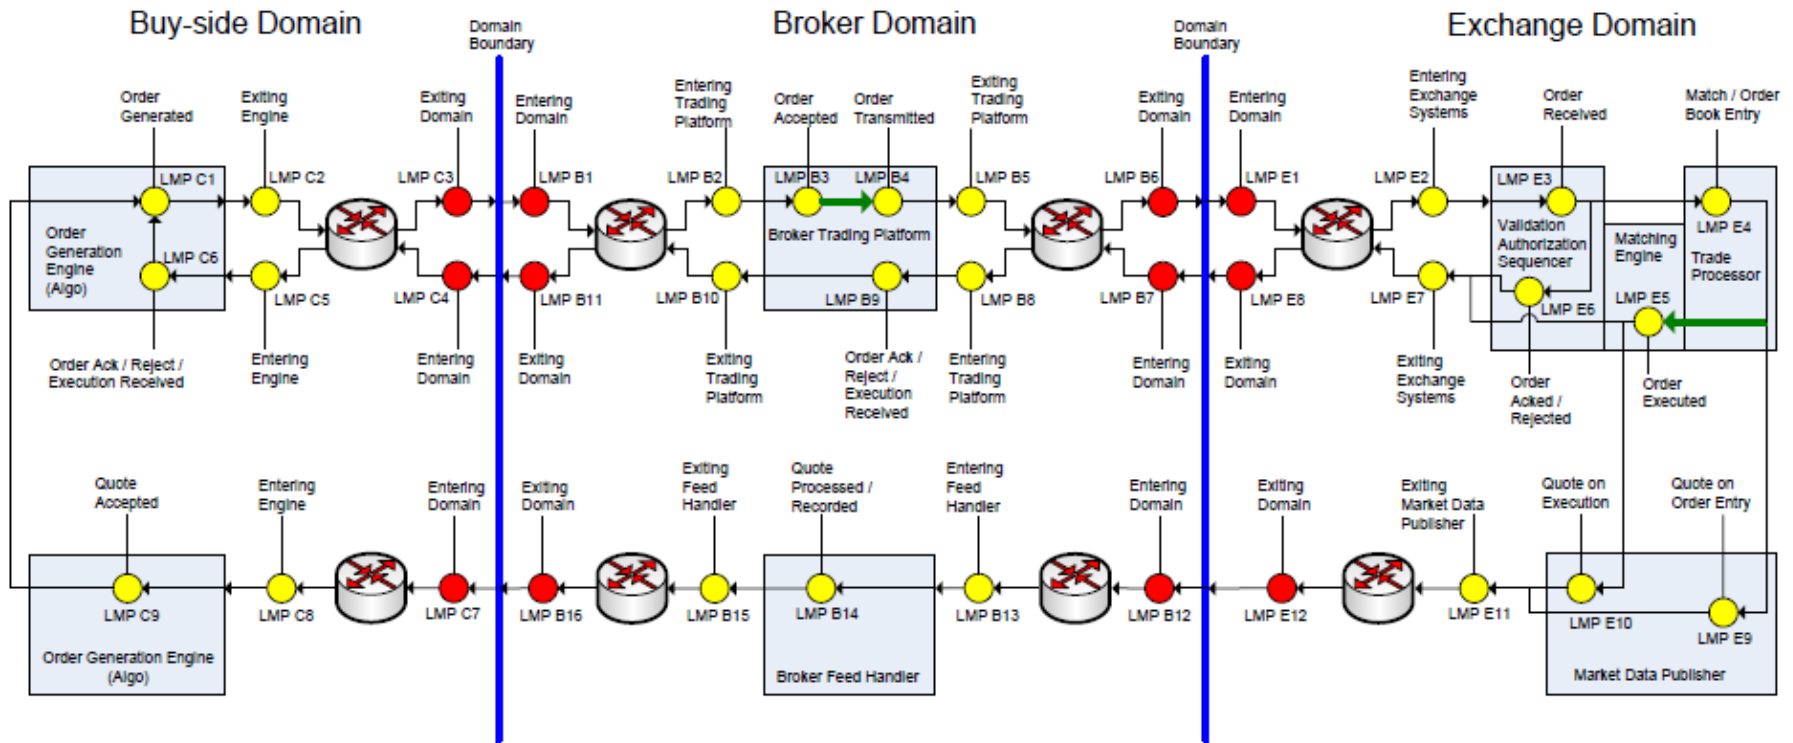 Buy-side Domain
Domain
Boundary
Broker Domain
Domain
Boundary
Exchange Domain
Order
Generated
Exiting
Engine
Exiting
Domain
Entering
Domain
Entering
Trading
Platform
Order
Accepted
Order
Transmitted
Exiting
Trading
Platform
Exiting
Domain
Entering
Domain
Entering
Exchange
Systems
Order
Received
Match / Order
Book Entry
LMP C1
LMP C2
LMP C3
LMP B1
LMP B2
LMP B3
LMP B4
LMP B5
LMP B6
LMP E1
LMP E2
LMP E3
LMP E4
Order
Generation
Engine
(Algo)
Broker Trading Platform
Validation
Authorization
Sequencer
Matching
Engine
Trade
Processor
LMP C6
LMP C5
LMP C4
LMP B11
LMP B10
LMP B9
LMP B8
LMP B7
LMP E8
LMP E7
LMP E6
LMP E5
Order Ack / Reject /
Execution Received
Entering
Engine
Entering
Domain
Exiting
Domain
Exiting
Trading
Platform
Order Ack /
Reject /
Execution
Received
Entering
Trading
Platform
Entering
Domain
Exiting
Domain
Exiting
Exchange
Systems
Order
Acked /
Rejected
Order
Executed
Quote
Accepted
Entering
Engine
Entering
Domain
Exiting
Domain
Exiting
Feed
Handler
Quote
Processed /
Recorded
Entering
Feed
Handler
Entering
Domain
Exiting
Domain
Exiting
Market Data
Publisher
Quote on
Execution
Quote on
Order Entry
LMP C9
LMP C8
LMP C7
LMP B16
LMP B15
LMP B14
LMP B13
LMP B12
LMP E12
LMP E11
LMP E10
LMP E9
Order Generation Engine
(Algo)
Broker Feed Handler
Market Data Publisher